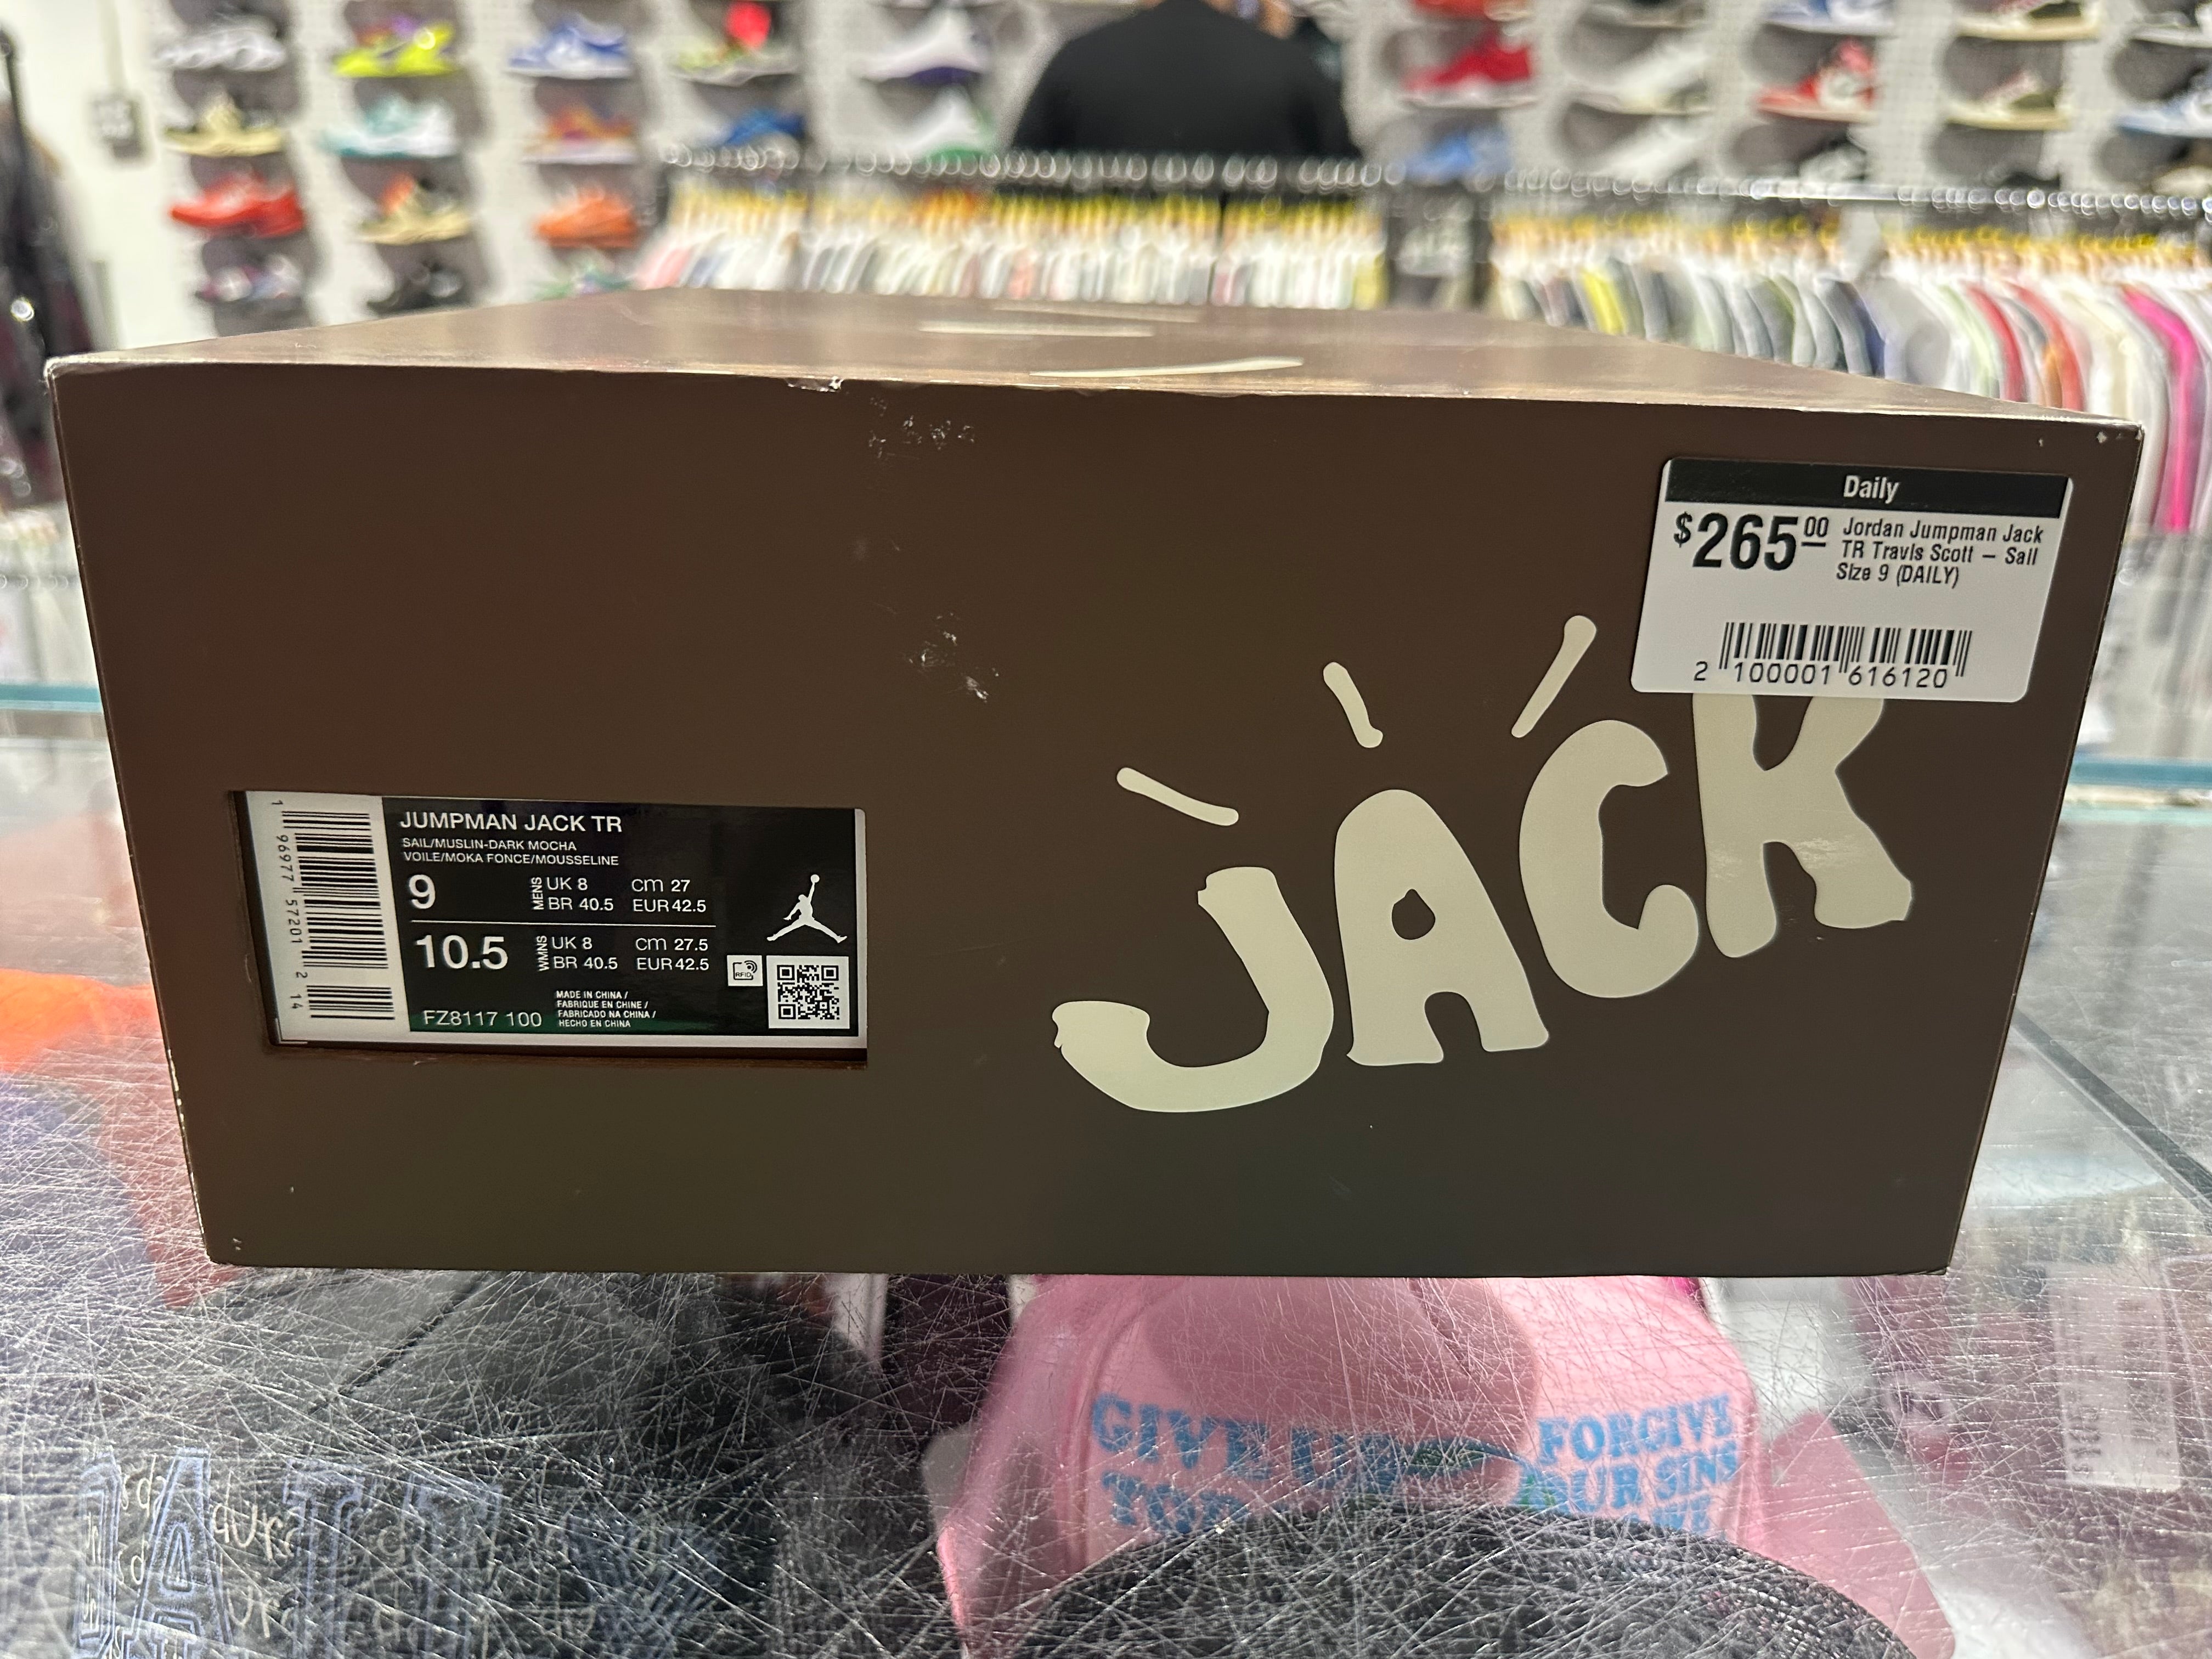 Daily
$265.00
Jordan Jumpman Jack
TR Travis Scott – Sail
Size 9 (DAILY)
2 100001 616120
JACK
JUMPMAN JACK TR
SAIL/MUSLIN-DARK MOCHA
VOILE/MOKA FONCE/MOUSSELINE
9 MENS UK 8 cm 27
BR 40.5 EUR 42.5
10.5 WMNS UK 8 cm 27.5
BR 40.5 EUR 42.5
RFID
FZ8117 100
MADE IN CHINA /
FABRIQUE EN CHINE /
FABRICADO NA CHINA /
HECHO EN CHINA
1 96977 57201 2 14
GIVE UP
FORGIVE
SINS